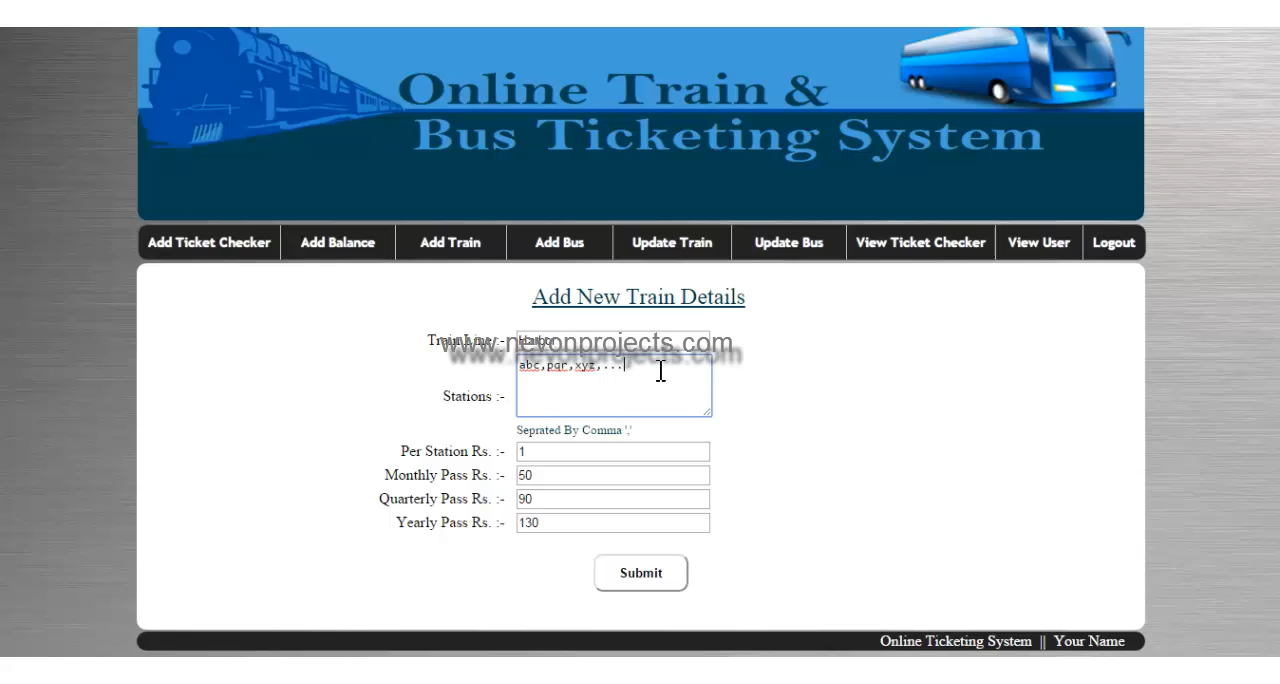 Online Train &
Bus Ticketing System
Add Ticket Checker Add Balance Add Train Add Bus Update Train Update Bus View Ticket Checker View User Logout
Add New Train Details
Train Line :- Harbor
www.nevonprojects.com
Stations :- abc,pqr,xyz,...
Seprated By Comma ','
Per Station Rs. :- 1
Monthly Pass Rs. :- 50
Quarterly Pass Rs. :- 90
Yearly Pass Rs. :- 130
Submit
Online Ticketing System || Your Name